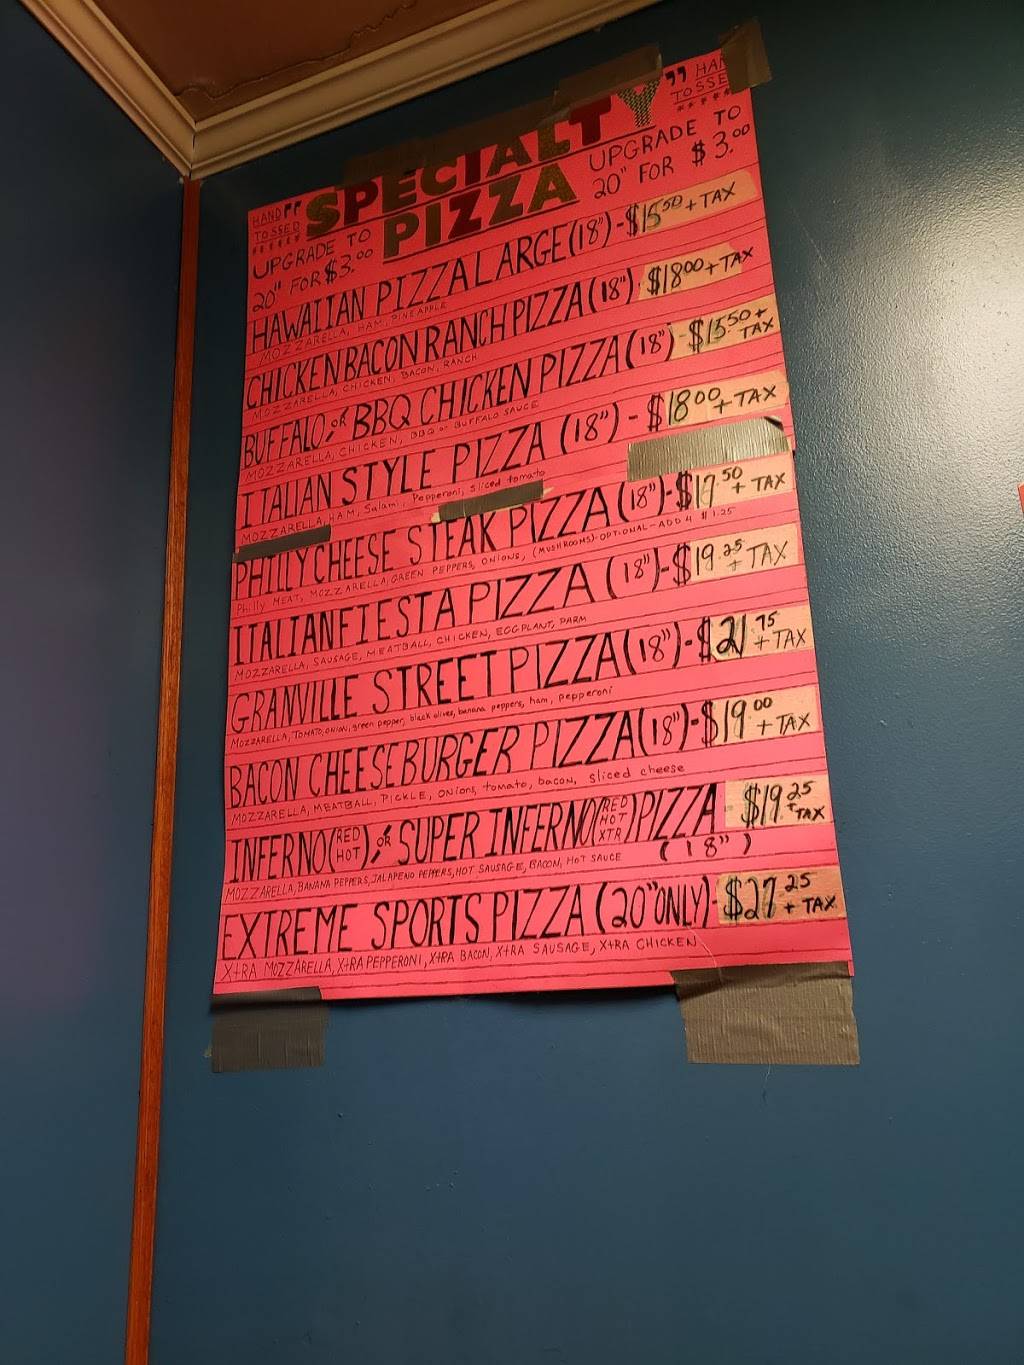 HAND TOSSED
"SPECIALTY"
HAND TOSSED
PIZZA
UPGRADE TO
20" FOR $3.00
UPGRADE TO
20" FOR $3.00
HAWAIIAN PIZZA LARGE (18") - $15.50 + TAX
MOZZARELLA, HAM, PINEAPPLE
CHICKEN BACON RANCH PIZZA (18") $18.00 + TAX
MOZZARELLA, CHICKEN, BACON, RANCH
BUFFALO, OR BBQ CHICKEN PIZZA (18") - $15.50 + TAX
MOZZARELLA, CHICKEN, BBQ or BUFFALO SAUCE
ITALIAN STYLE PIZZA (18") - $18.00 + TAX
MOZZARELLA, HAM, Salami, Pepperoni, sliced tomato
PHILLY CHEESE STEAK PIZZA (18") - $17.50 + TAX
Philly MEAT, MOZZARELLA, GREEN PEPPERS, ONIONS, (MUSHROOMS)-OPTIONAL-ADD 4 $1.25
ITALIAN FIESTA PIZZA (18") - $19.25 + TAX
MOZZARELLA, SAUSAGE, MEATBALL, CHICKEN, EGGPLANT, PARM
GRANVILLE STREET PIZZA (18") - $21.75 + TAX
MOZZARELLA, TOMATO, ONION, green pepper, black olives, banana peppers, ham, pepperoni
BACON CHEESEBURGER PIZZA (18") - $19.00 + TAX
MOZZARELLA, MEATBALL, PICKLE, ONIONS, tomato, bacon, sliced cheese
INFERNO (RED HOT), OR SUPER INFERNO (RED HOT XTR) PIZZA $19.25 + TAX
(18")
MOZZARELLA, BANANA PEPPERS, JALAPENO PEPPERS, HOT SAUSAGE, BACON, HOT SAUCE
EXTREME SPORTS PIZZA (20" ONLY) - $27.25 + TAX
X+RA MOZZARELLA, X+RA PEPPERONI, X+RA BACON, X+RA SAUSAGE, X+RA CHICKEN